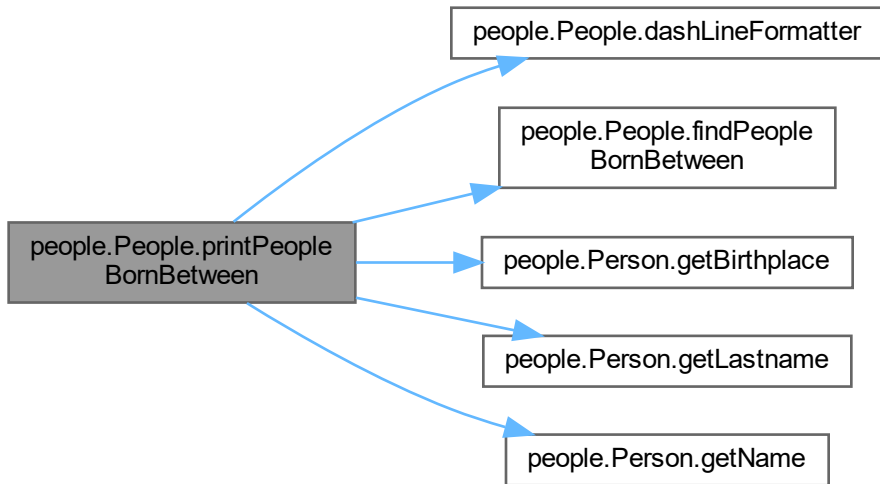 people.People.dashLineFormatter
people.People.findPeople
BornBetween
people.People.printPeople
BornBetween
people.Person.getBirthplace
people.Person.getLastname
people.Person.getName